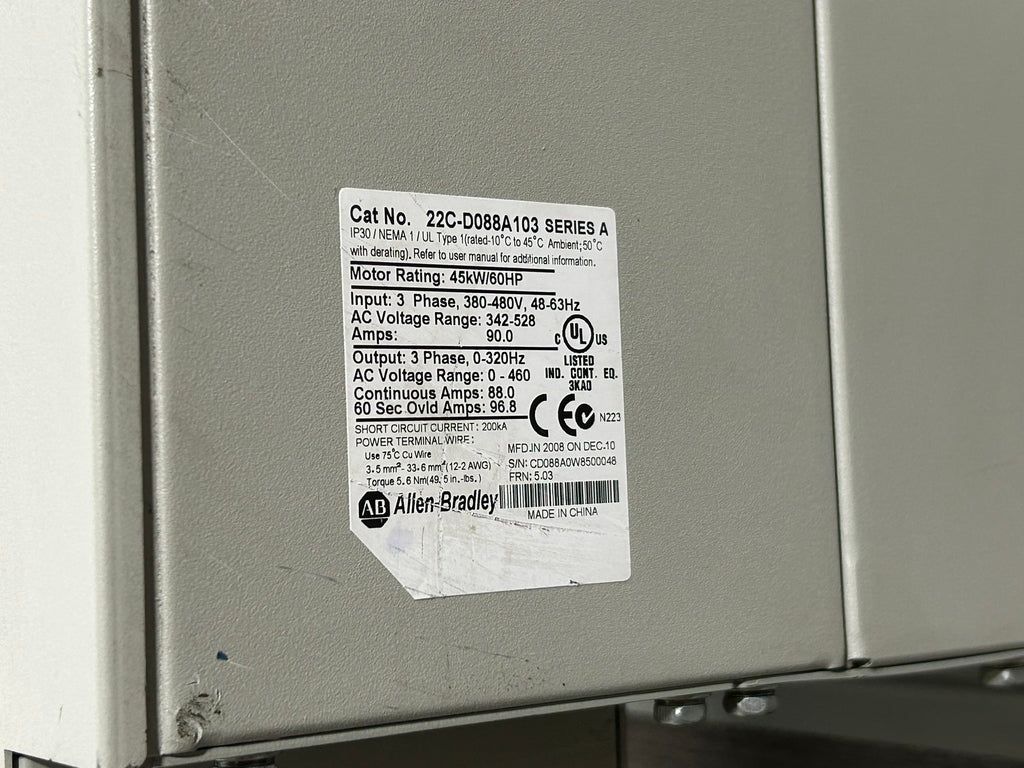 Cat No. 22C-D088A103 SERIES A
IP30 / NEMA 1 / UL Type 1(rated-10°C to 45°C Ambient; 50°C
with derating). Refer to user manual for additional information.
Motor Rating: 45kW/60HP
Input: 3 Phase, 380-480V, 48-63Hz
AC Voltage Range: 342-528
Amps: 90.0
C UL US
LISTED
IND. CONT. EQ.
3KA0
Output: 3 Phase, 0-320Hz
AC Voltage Range: 0 - 460
Continuous Amps: 88.0
60 Sec Ovld Amps: 96.8
CE N223
SHORT CIRCUIT CURRENT: 200kA
POWER TERMINAL WIRE:
Use 75°C Cu Wire
3.5 mm² - 33.6 mm² (12-2 AWG)
Torque 5.6 Nm(49.5 in.-lbs.)
MFD.IN 2008 ON DEC-10
S/N: CD088A0W8500048
FRN: 5.03
AB Allen-Bradley
MADE IN CHINA